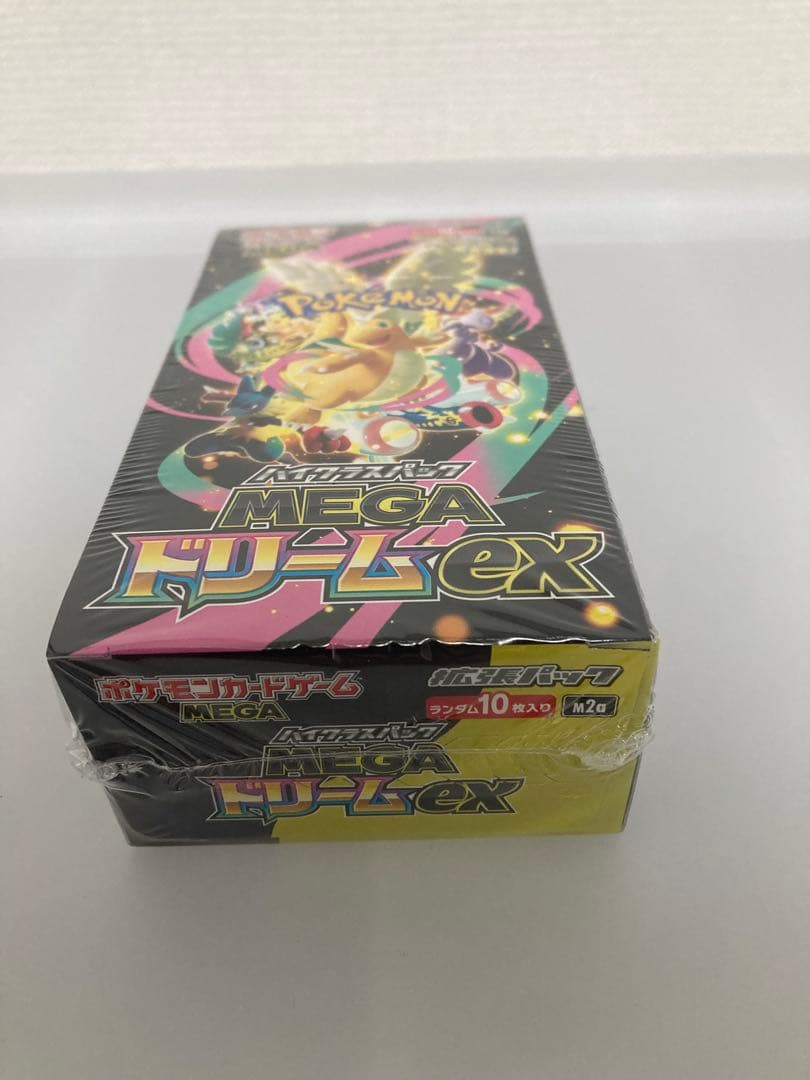 POKÉMON
ハイクラスパック
MEGA
ドリームex
ポケモンカードゲーム
MEGA
拡張パック
ランダム10枚入り
M2a
ハイクラスパック
MEGA
ドリームex